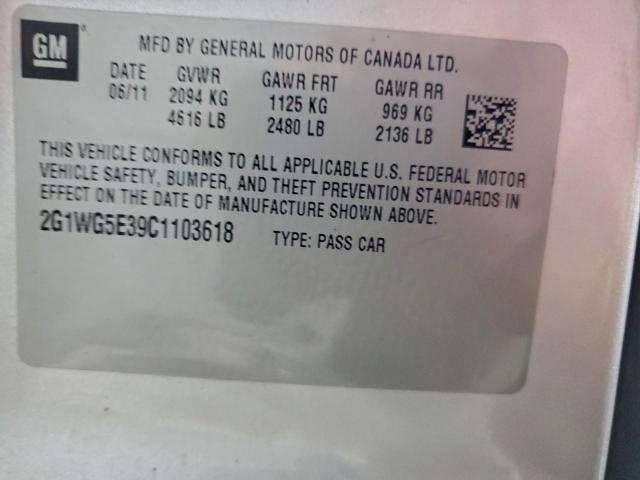 GM ®
MFD BY GENERAL MOTORS OF CANADA LTD.
DATE GVWR GAWR FRT GAWR RR
06/11 2094 KG 1125 KG 969 KG
4616 LB 2480 LB 2136 LB
THIS VEHICLE CONFORMS TO ALL APPLICABLE U.S. FEDERAL MOTOR
VEHICLE SAFETY, BUMPER, AND THEFT PREVENTION STANDARDS IN
EFFECT ON THE DATE OF MANUFACTURE SHOWN ABOVE.
2G1WG5E39C1103618 TYPE: PASS CAR